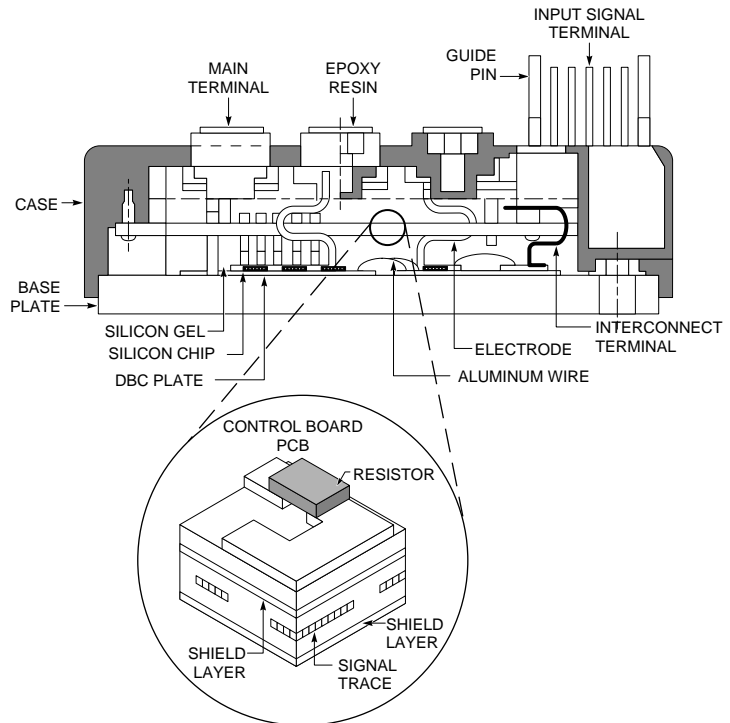 INPUT SIGNAL
TERMINAL
GUIDE
PIN
MAIN
TERMINAL
EPOXY
RESIN
CASE
BASE
PLATE
SILICON GEL
SILICON CHIP
DBC PLATE
ELECTRODE
ALUMINUM WIRE
INTERCONNECT
TERMINAL
CONTROL BOARD
PCB
RESISTOR
SHIELD
LAYER
SHIELD
LAYER
SIGNAL
TRACE